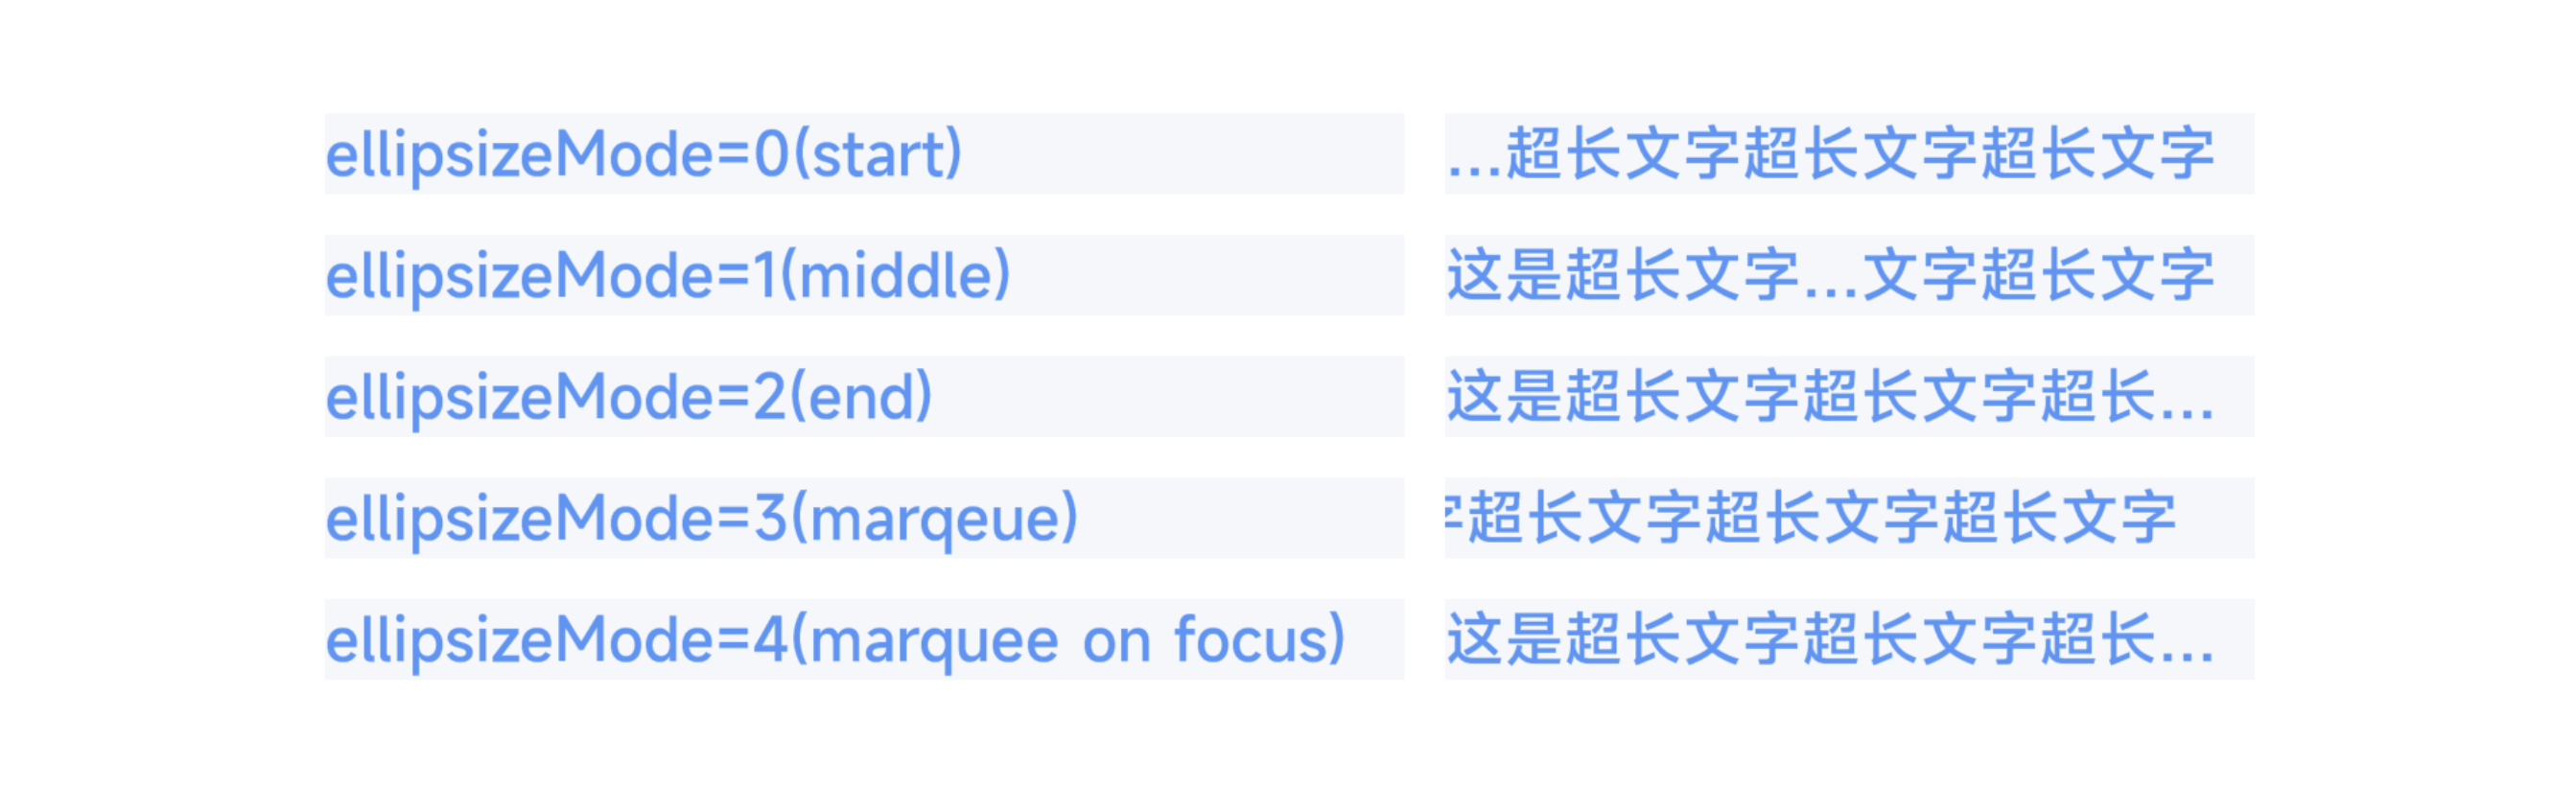 ellipsizeMode=0(start) ...超长文字超长文字超长文字
ellipsizeMode=1(middle) 这是超长文字...文字超长文字
ellipsizeMode=2(end) 这是超长文字超长文字超长...
ellipsizeMode=3(marqeue) 字超长文字超长文字超长文字
ellipsizeMode=4(marquee on focus) 这是超长文字超长文字超长...